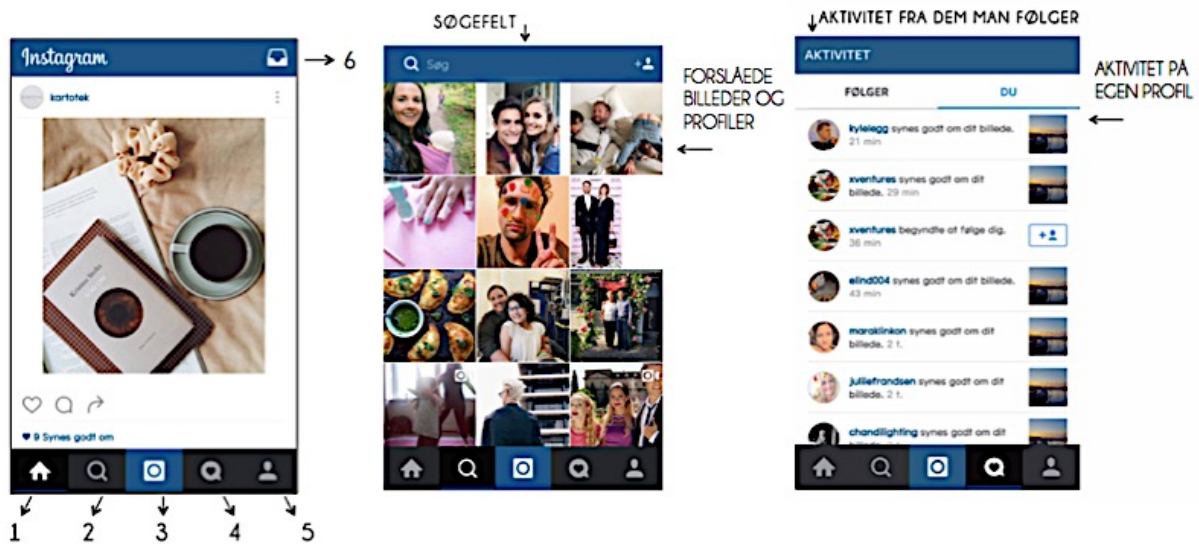 Instagram
6
kartotek
9 Synes godt om
1
2
3
4
5
SØGEFELT
Søg
FORSLÅEDE
BILLEDER OG
PROFILER
AKTIVITET FRA DEM MAN FØLGER
AKTIVITET
FØLGER
DU
AKTIVTET PÅ
EGEN PROFIL
kylelegg synes godt om dit billede.
21 min
xventures synes godt om dit
billede. 29 min
xventures begyndte at følge dig.
36 min
elind004 synes godt om dit billede.
43 min
maraklinkon synes godt om dit
billede. 2 t.
juliiefrandsen synes godt om dit
billede. 2 t.
chandilighting synes godt om dit